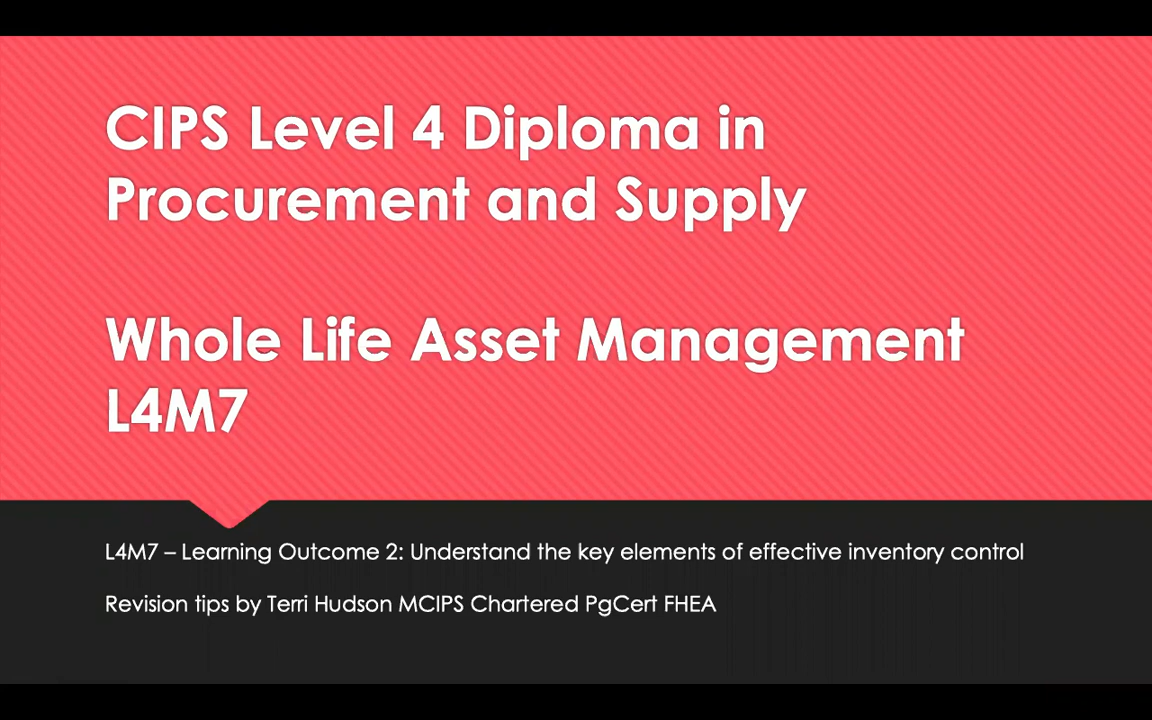 CIPS Level 4 Diploma in
Procurement and Supply
Whole Life Asset Management
L4M7
L4M7 – Learning Outcome 2: Understand the key elements of effective inventory control
Revision tips by Terri Hudson MCIPS Chartered PgCert FHEA